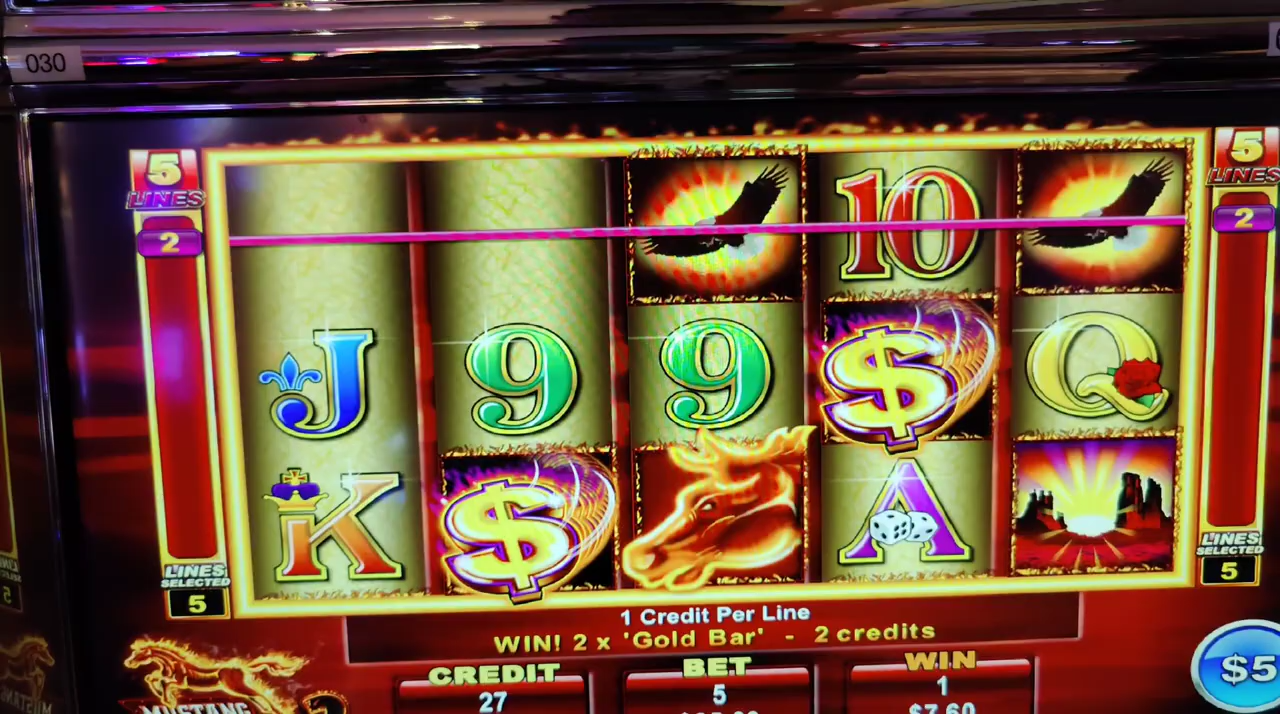 030
5
LINES
2
5
LINES
2
10
J
9
9
$
Q
K
$
A
LINES
SELECTED
5
LINES
SELECTED
5
1 Credit Per Line
WIN! 2 x 'Gold Bar' - 2 credits
CREDIT
27
BET
5
WIN
1
$7.60
$5
MUSTANG